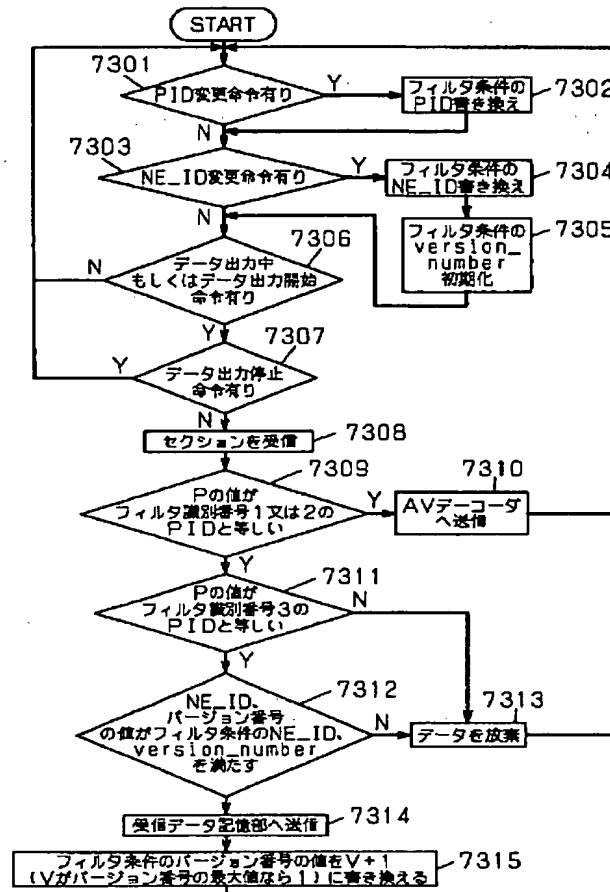 START
7301
PID変更命令有り
Y
フィルタ条件の
PID書き換え
7302
N
7303
NE_ID変更命令有り
Y
フィルタ条件の
NE_ID書き換え
7304
N
7305
フィルタ条件の
version_
number
初期化
7306
N
データ出力中
もしくはデータ出力開始
命令有り
Y
7307
Y
データ出力停止
命令有り
N
セクションを受信
7308
7309
Pの値が
フィルタ識別番号1又は2の
PIDと等しい
Y
7310
AVデーコーダ
へ送信
Y
7311
Pの値が
フィルタ識別番号3の
PIDと等しい
N
Y
7312
NE_ID、
バージョン番号
の値がフィルタ条件のNE_ID、
version_number
を満たす
N
7313
データを放棄
Y
受信データ記憶部へ送信
7314
フィルタ条件のバージョン番号の値をV+1
(Vがバージョン番号の最大値なら1)に書き換える
7315